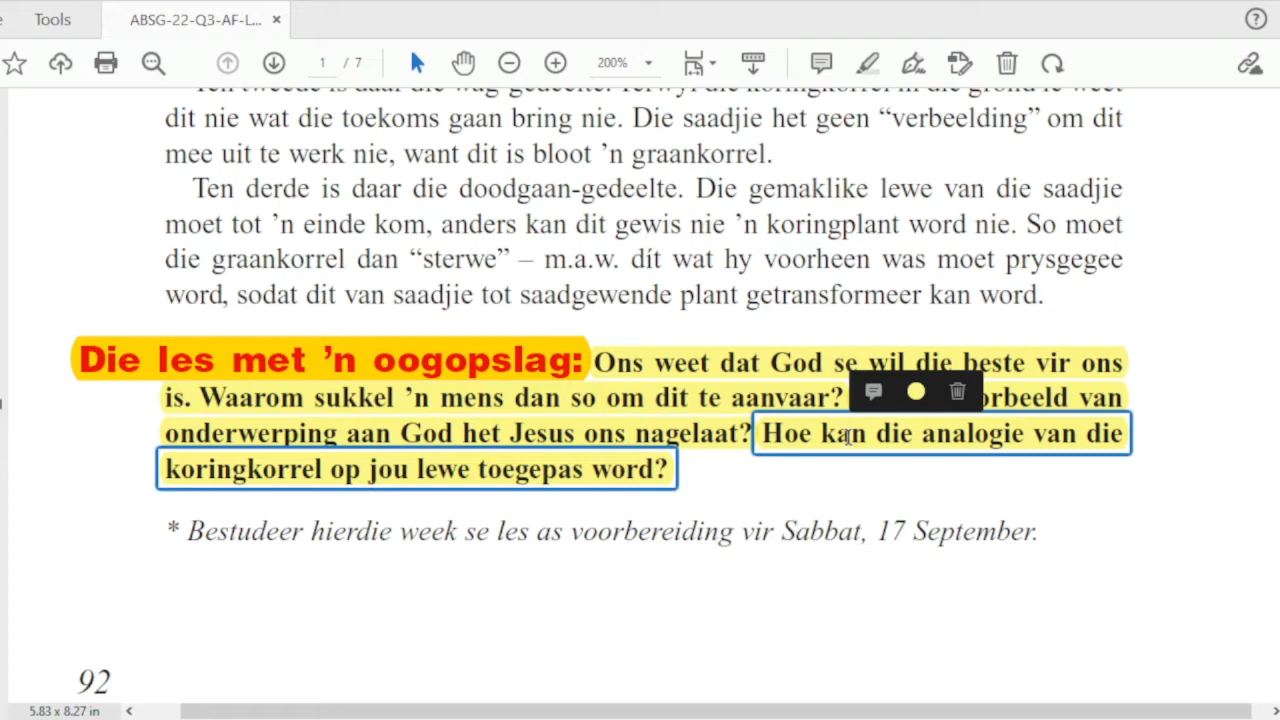 Tools
ABSG-22-Q3-AF-L... ×
1 / 7
200%
dit nie wat die toekoms gaan bring nie. Die saadjie het geen “verbeelding” om dit
mee uit te werk nie, want dit is bloot ’n graankorrel.
Ten derde is daar die doodgaan-gedeelte. Die gemaklike lewe van die saadjie
moet tot ’n einde kom, anders kan dit gewis nie ’n koringplant word nie. So moet
die graankorrel dan “sterwe” – m.a.w. dít wat hy voorheen was moet prysgegee
word, sodat dit van saadjie tot saadgewende plant getransformeer kan word.
Die les met ’n oogopslag: Ons weet dat God se wil die beste vir ons
is. Waarom sukkel ’n mens dan so om dit te aanvaar? orbeeld van
onderwerping aan God het Jesus ons nagelaat? Hoe kan die analogie van die
koringkorrel op jou lewe toegepas word?
* Bestudeer hierdie week se les as voorbereiding vir Sabbat, 17 September.
92
5.83 x 8.27 in